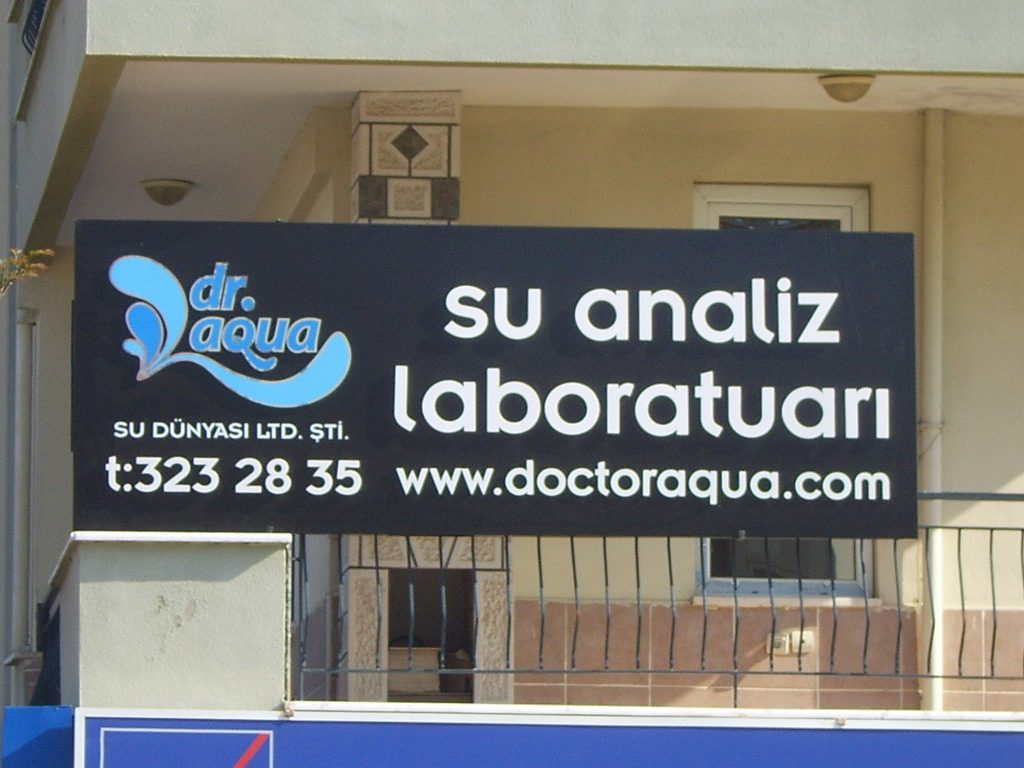 dr.
aqua
SU DÜNYASI LTD. ŞTİ.
t:323 28 35
su analiz
laboratuarı
www.doctoraqua.com